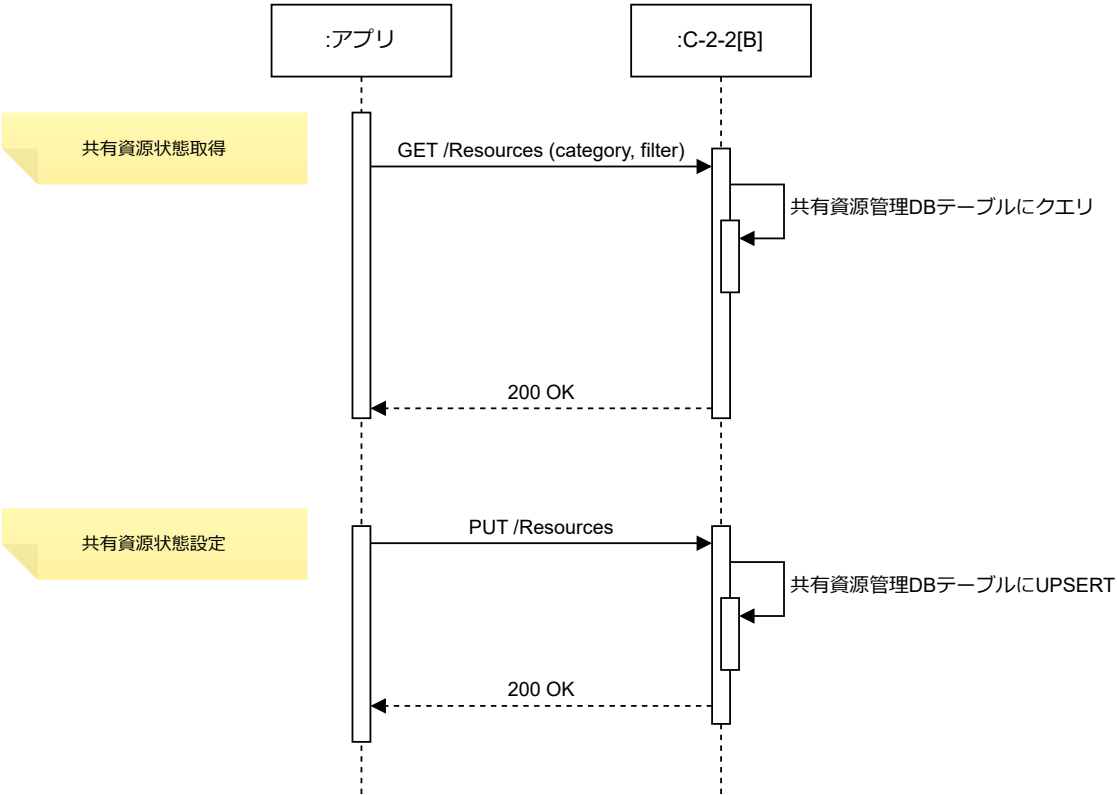 :アプリ
:C-2-2[B]
共有資源状態取得
GET /Resources (category, filter)
共有資源管理DBテーブルにクエリ
200 OK
共有資源状態設定
PUT /Resources
共有資源管理DBテーブルにUPSERT
200 OK